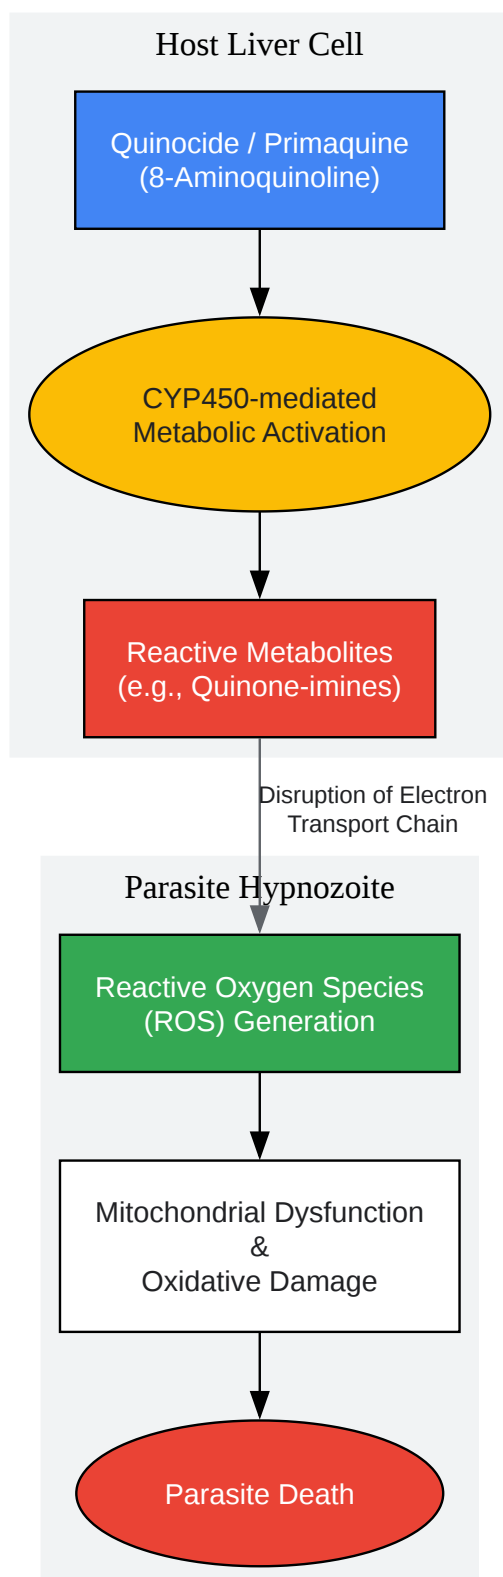 Host Liver Cell
Quinocide / Primaquine
(8-Aminoquinoline)
CYP450-mediated
Metabolic Activation
Reactive Metabolites
(e.g., Quinone-imines)
Disruption of Electron
Transport Chain
Parasite Hypnozoite
Reactive Oxygen Species
(ROS) Generation
Mitochondrial Dysfunction
&
Oxidative Damage
Parasite Death